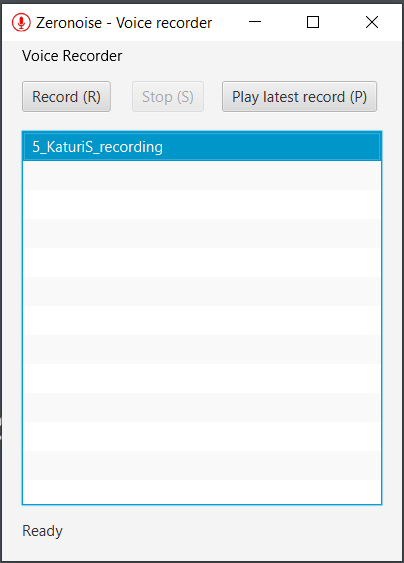 Zeronoise - Voice recorder
Voice Recorder
Record (R) Stop (S) Play latest record (P)
5_KaturiS_recording
Ready